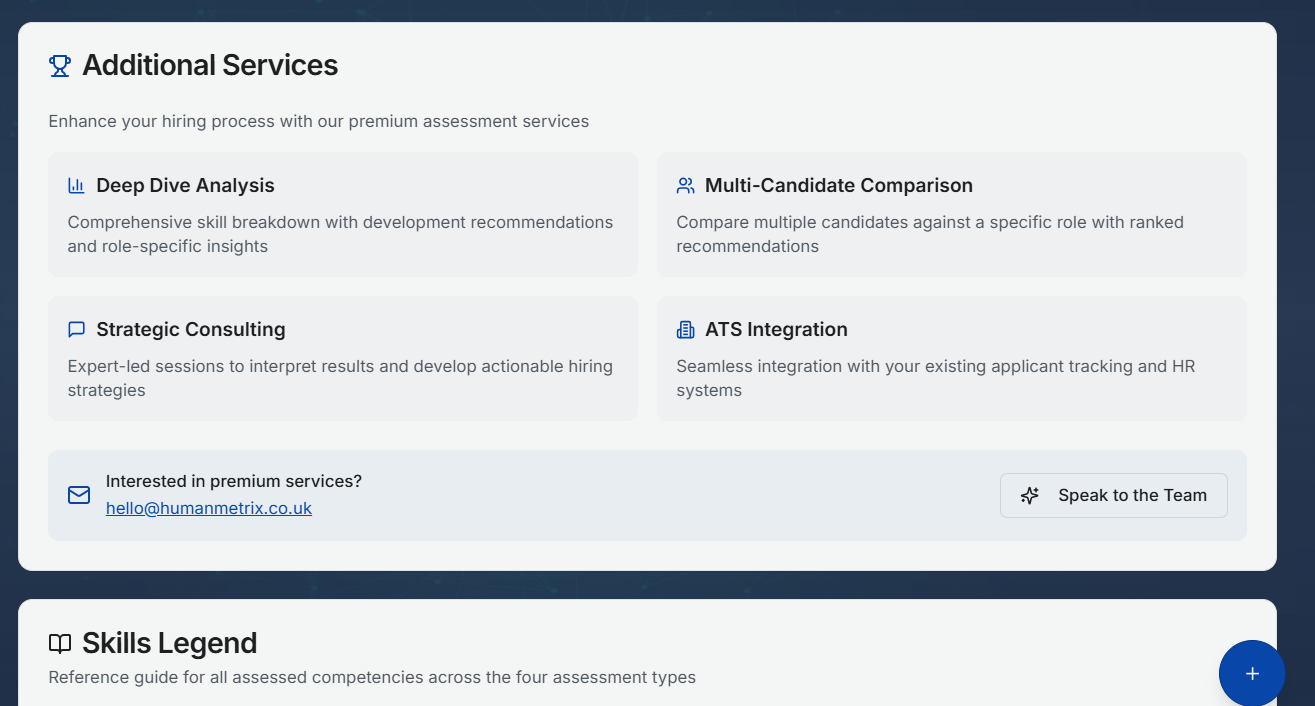 Additional Services
Enhance your hiring process with our premium assessment services
Deep Dive Analysis
Comprehensive skill breakdown with development recommendations
and role-specific insights
Multi-Candidate Comparison
Compare multiple candidates against a specific role with ranked
recommendations
Strategic Consulting
Expert-led sessions to interpret results and develop actionable hiring
strategies
ATS Integration
Seamless integration with your existing applicant tracking and HR
systems
Interested in premium services?
hello@humanmetrix.co.uk
Speak to the Team
Skills Legend
Reference guide for all assessed competencies across the four assessment types